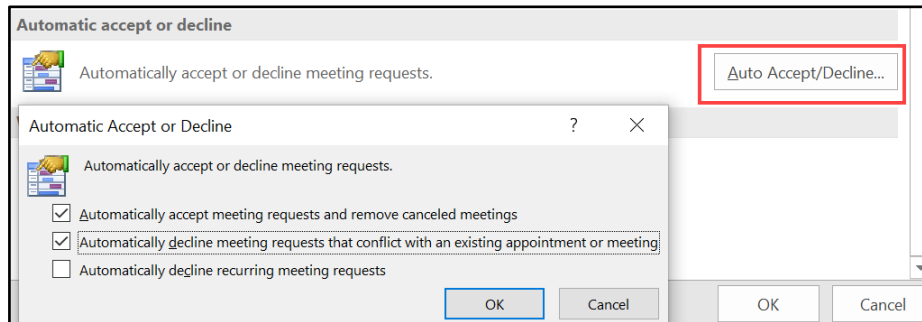 Automatic accept or decline
Automatically accept or decline meeting requests.
Auto Accept/Decline...
Automatic Accept or Decline
?
Automatically accept or decline meeting requests.
Automatically accept meeting requests and remove canceled meetings
Automatically decline meeting requests that conflict with an existing appointment or meeting
Automatically decline recurring meeting requests
OK
Cancel
OK
Cancel